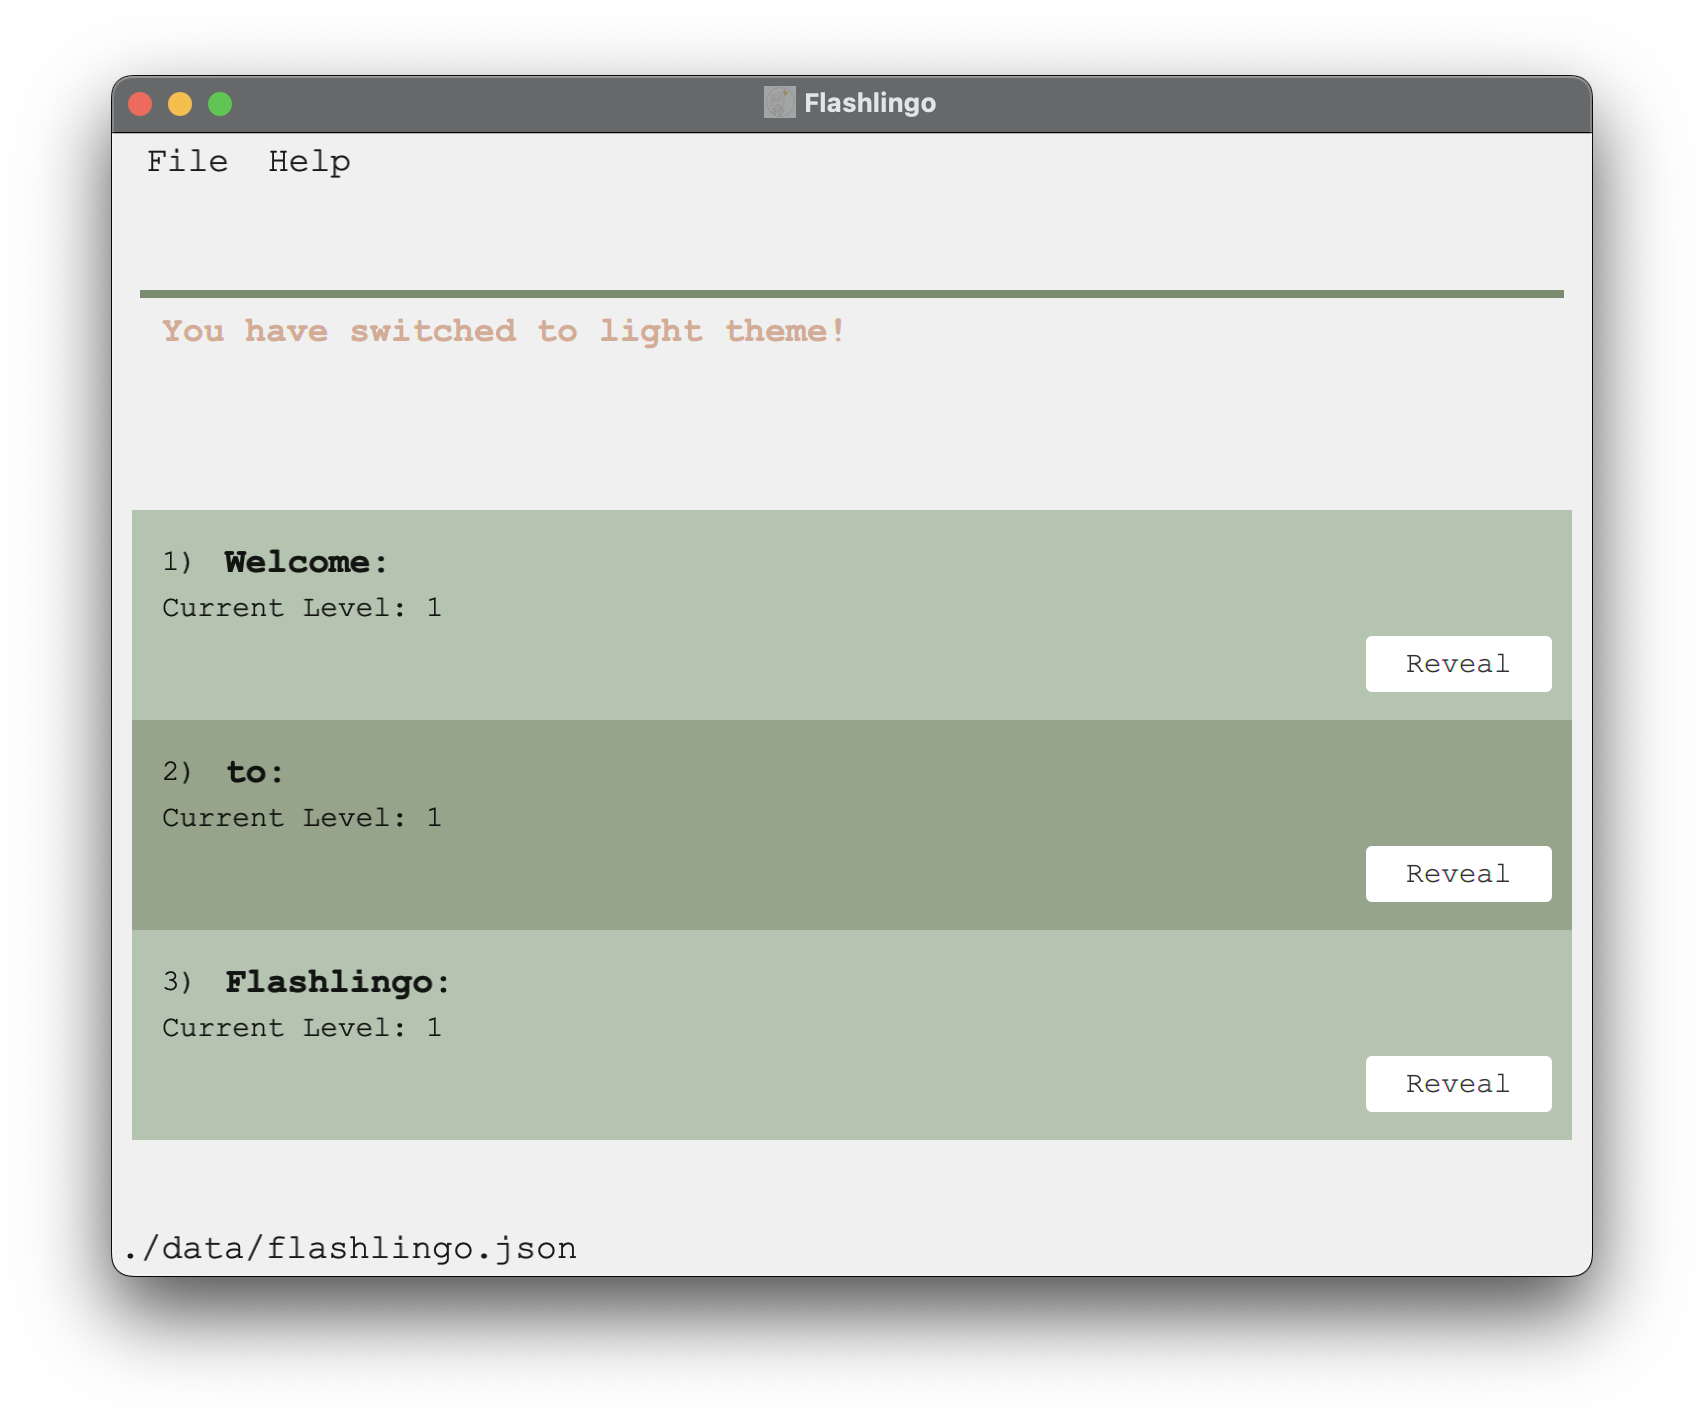 Flashlingo
File Help
You have switched to light theme!
1) Welcome:
Current Level: 1
Reveal
2) to:
Current Level: 1
Reveal
3) Flashlingo:
Current Level: 1
Reveal
./data/flashlingo.json